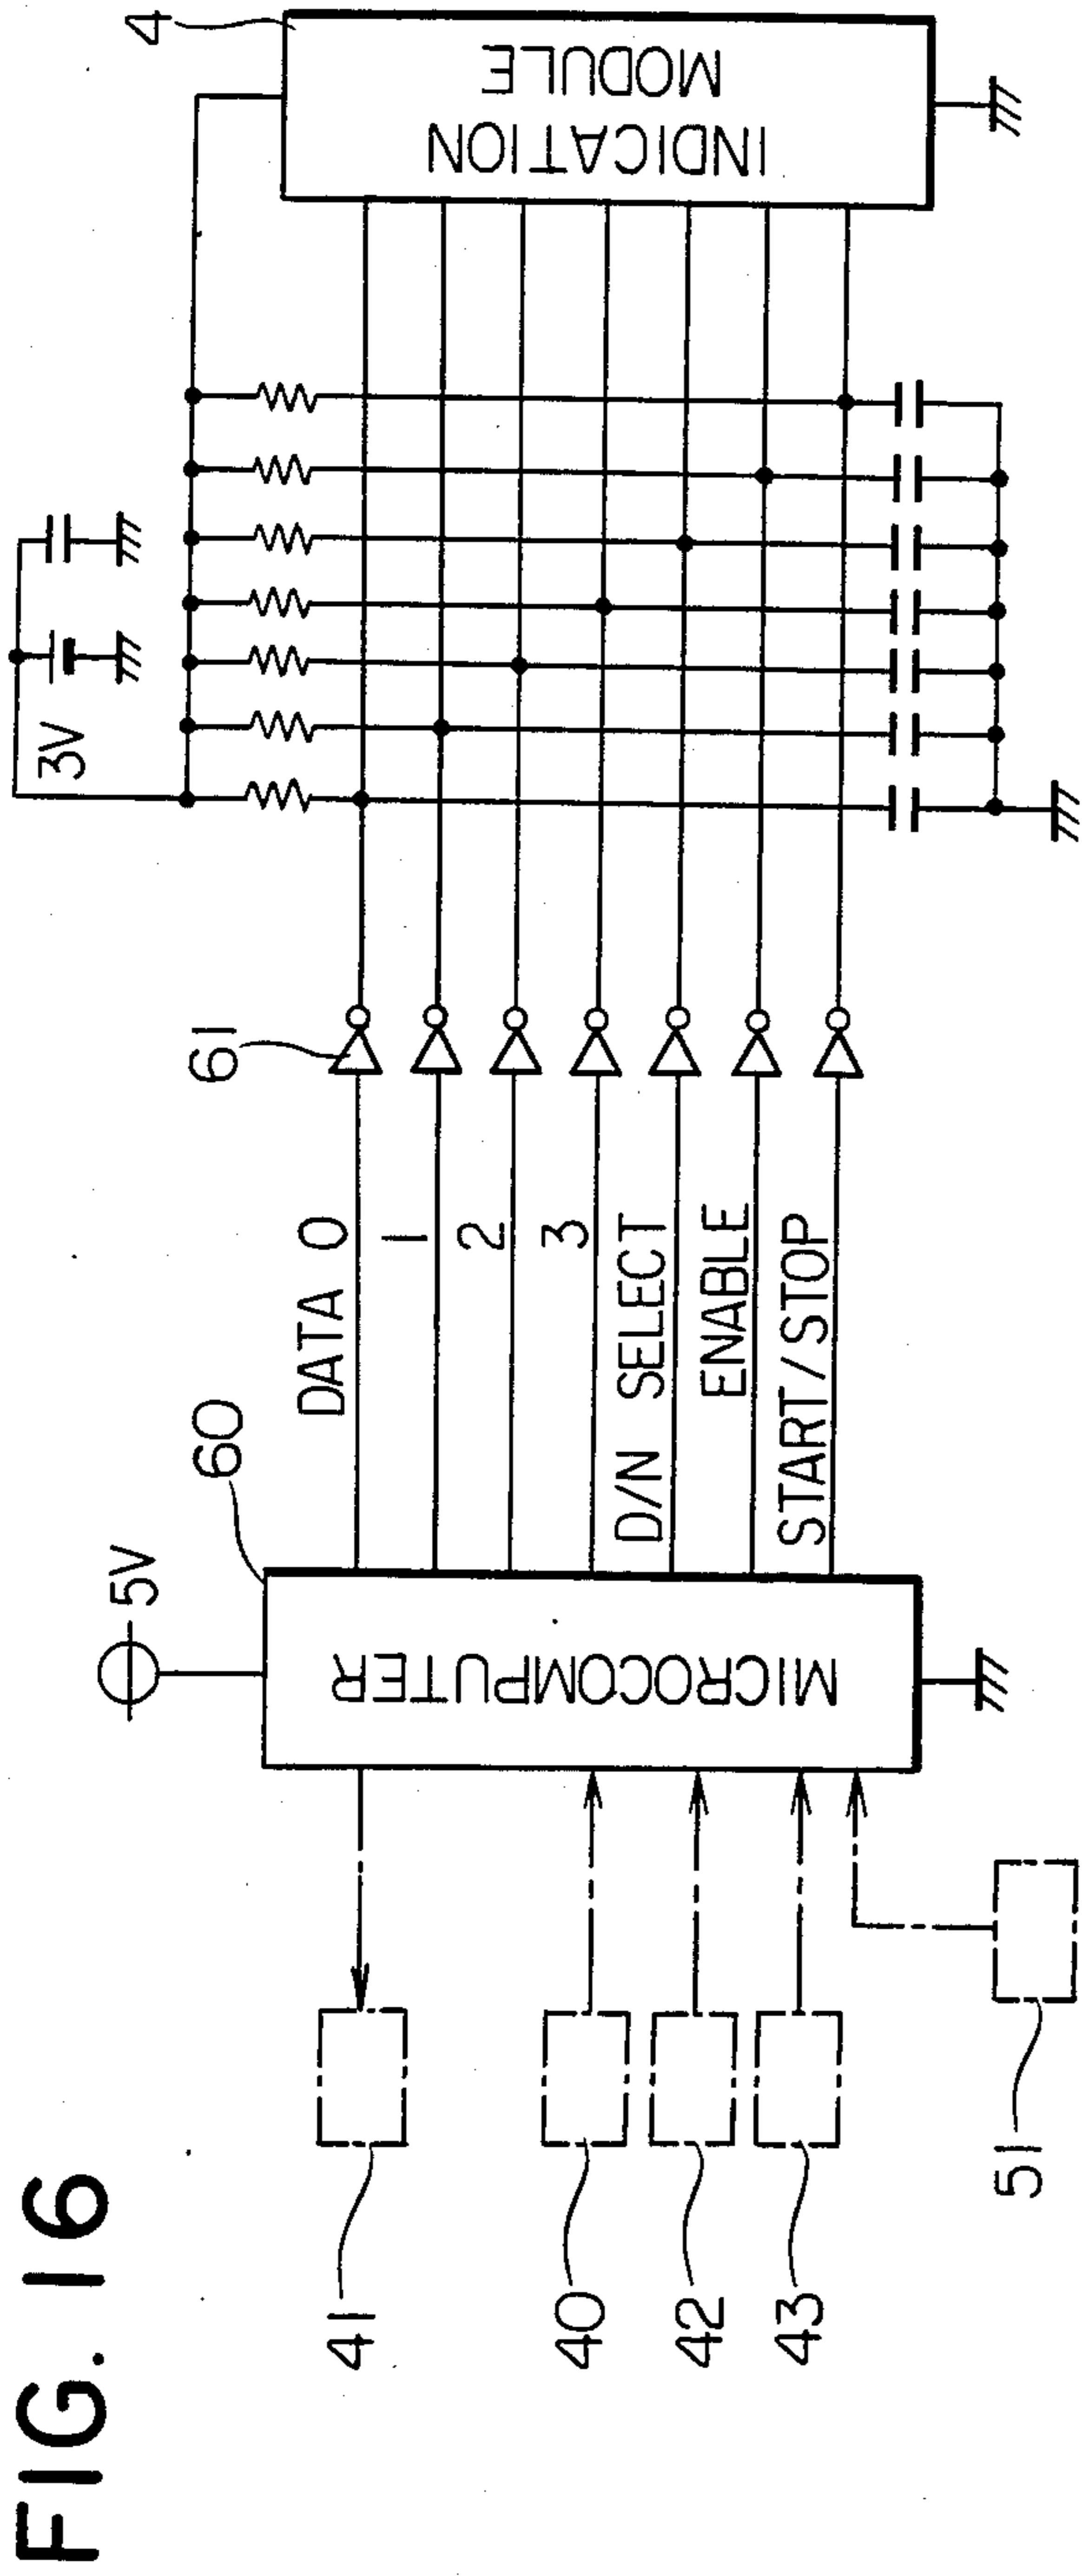 FIG. 16
5V
60
MICROCOMPUTER
DATA 0
1
2
3
D/N SELECT
ENABLE
START/STOP
61
3V
4
INDICATION
MODULE
41
40
42
43
51